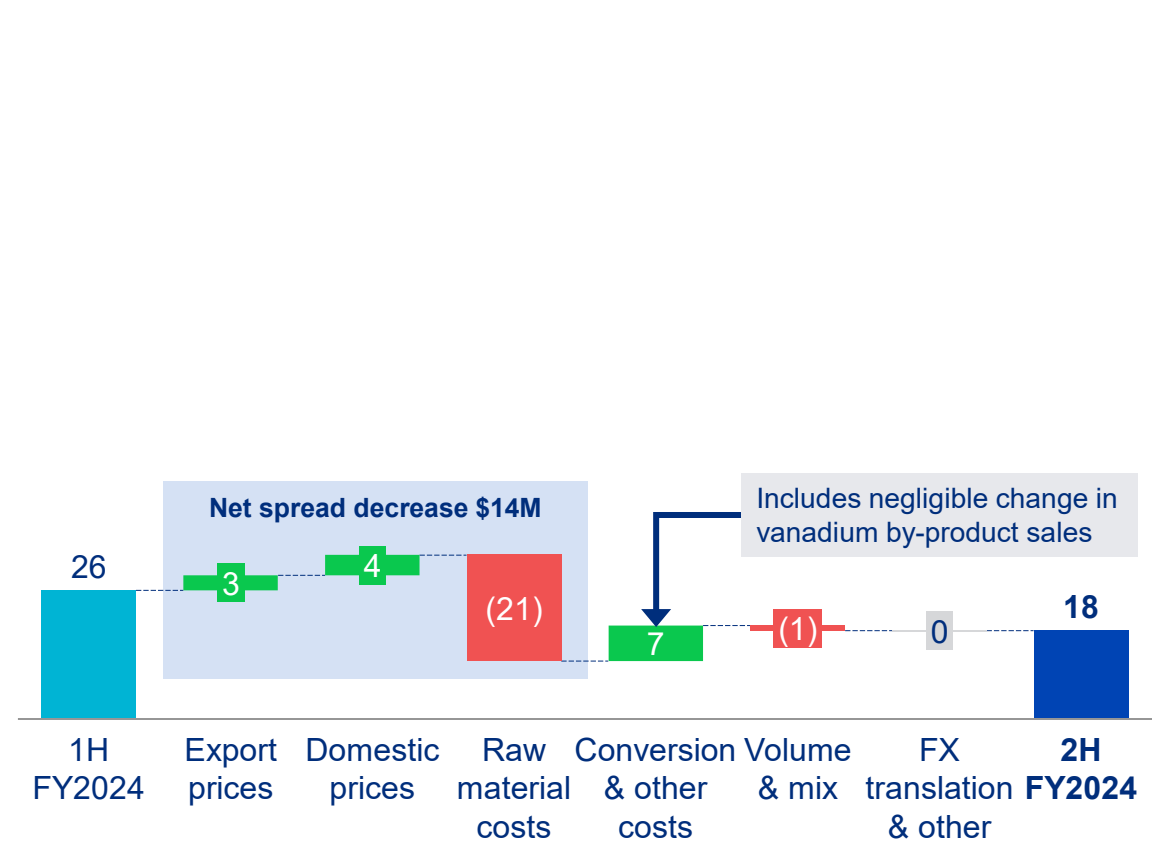 Net spread decrease $14M
Includes negligible change in
vanadium by-product sales
26
3
4
(21)
7
(1)
0
18
1H
FY2024
Export
prices
Domestic
prices
Raw
material
costs
Conversion
& other
costs
Volume
& mix
FX
translation
& other
2H
FY2024